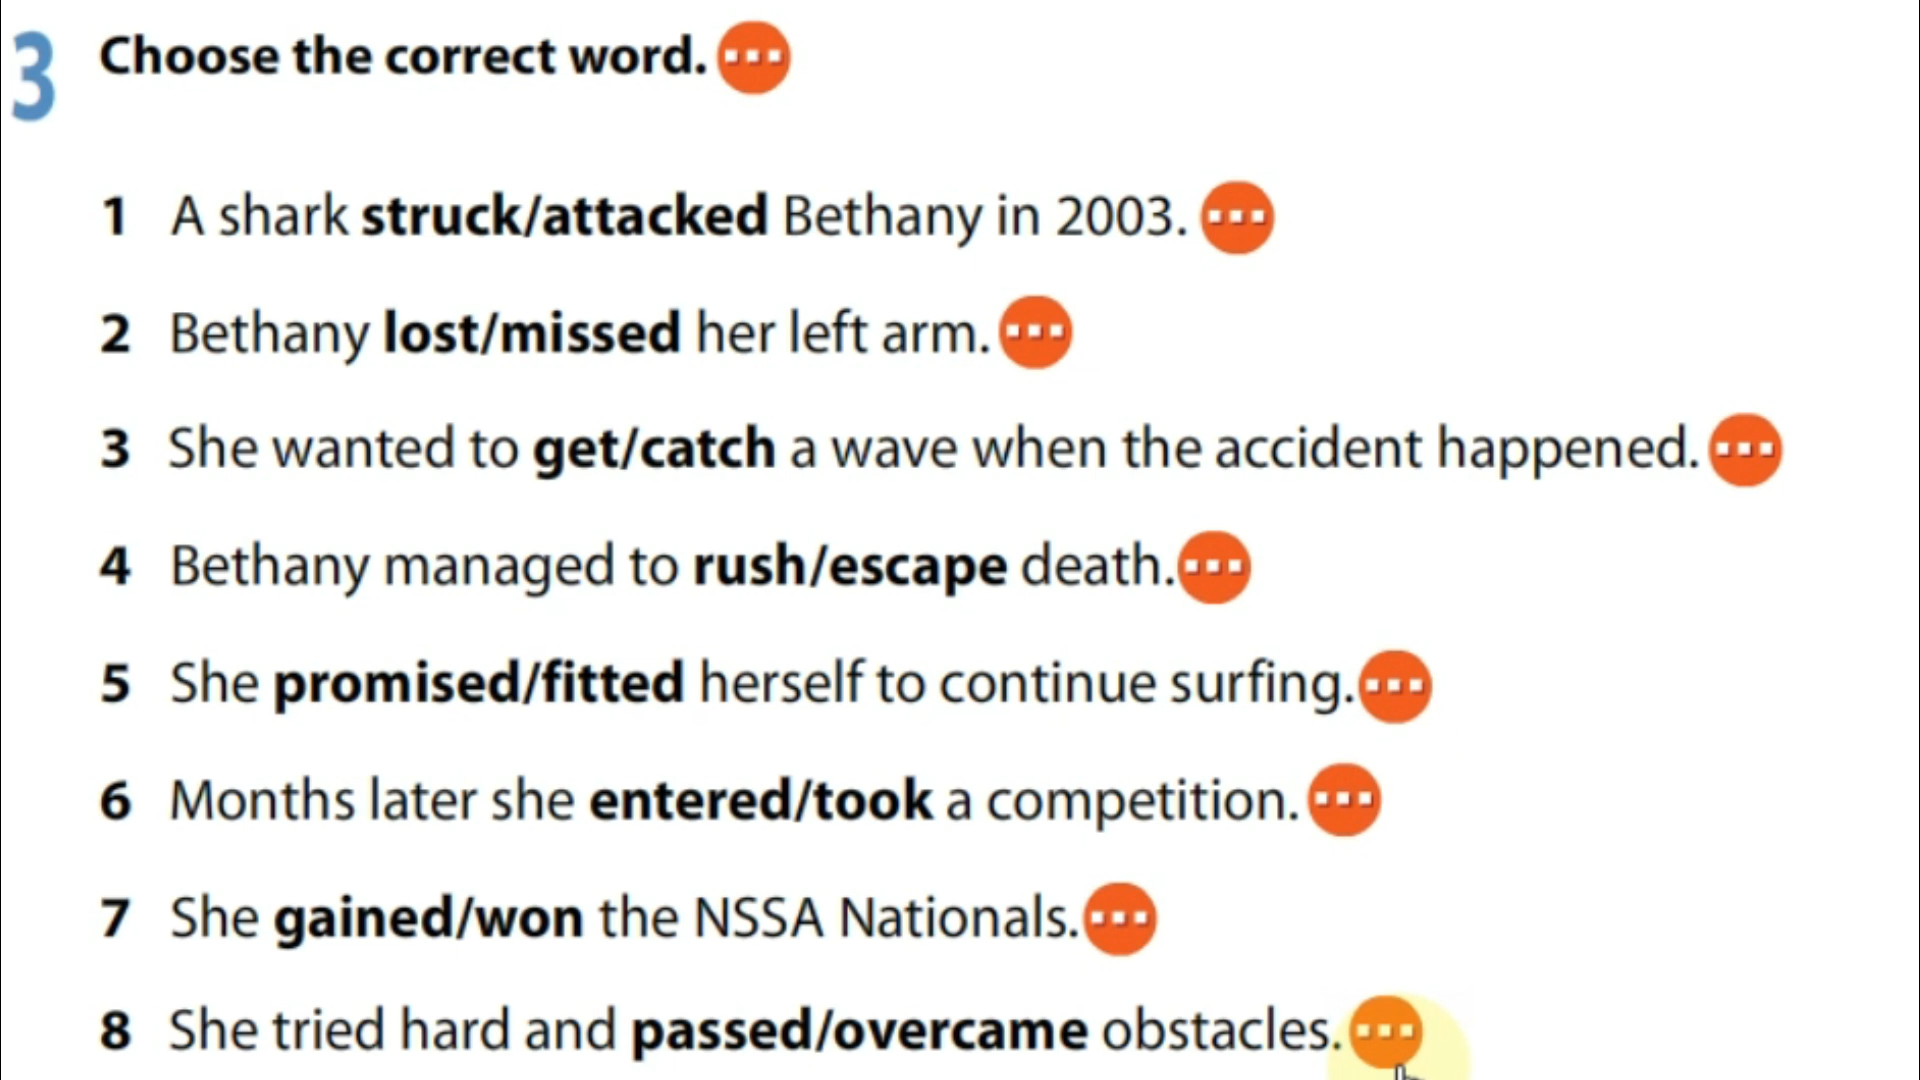 3 Choose the correct word.
1 A shark struck/attacked Bethany in 2003.
2 Bethany lost/missed her left arm.
3 She wanted to get/catch a wave when the accident happened.
4 Bethany managed to rush/escape death.
5 She promised/fitted herself to continue surfing.
6 Months later she entered/took a competition.
7 She gained/won the NSSA Nationals.
8 She tried hard and passed/overcame obstacles.